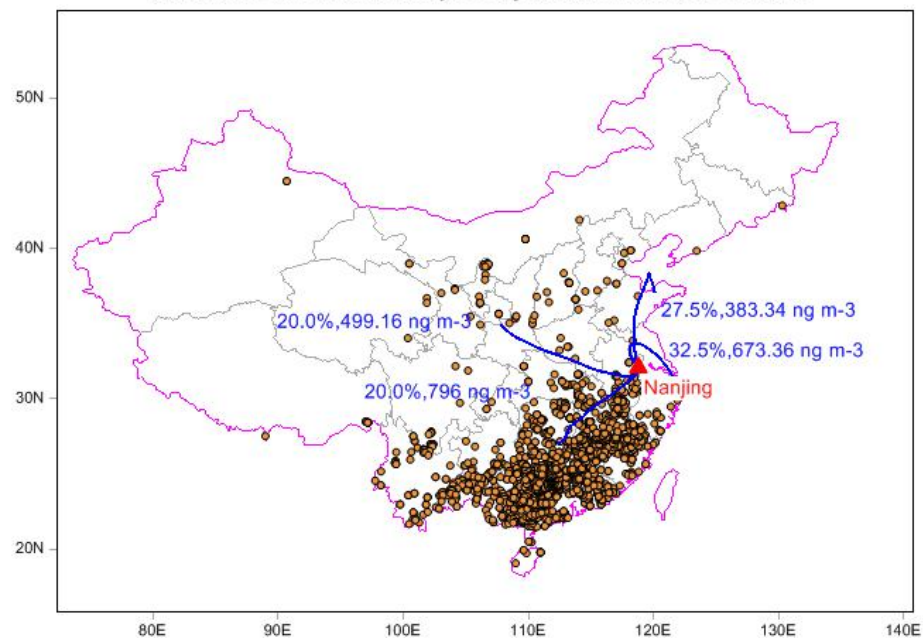 50N
40N
27.5%,383.34 ng m-3
20.0%,499.16 ng m-3
32.5%,673.36 ng m-3
20.0%,796 ng m-3
Nanjing
30N
20N
80E 90E 100E 110E 120E 130E 140E